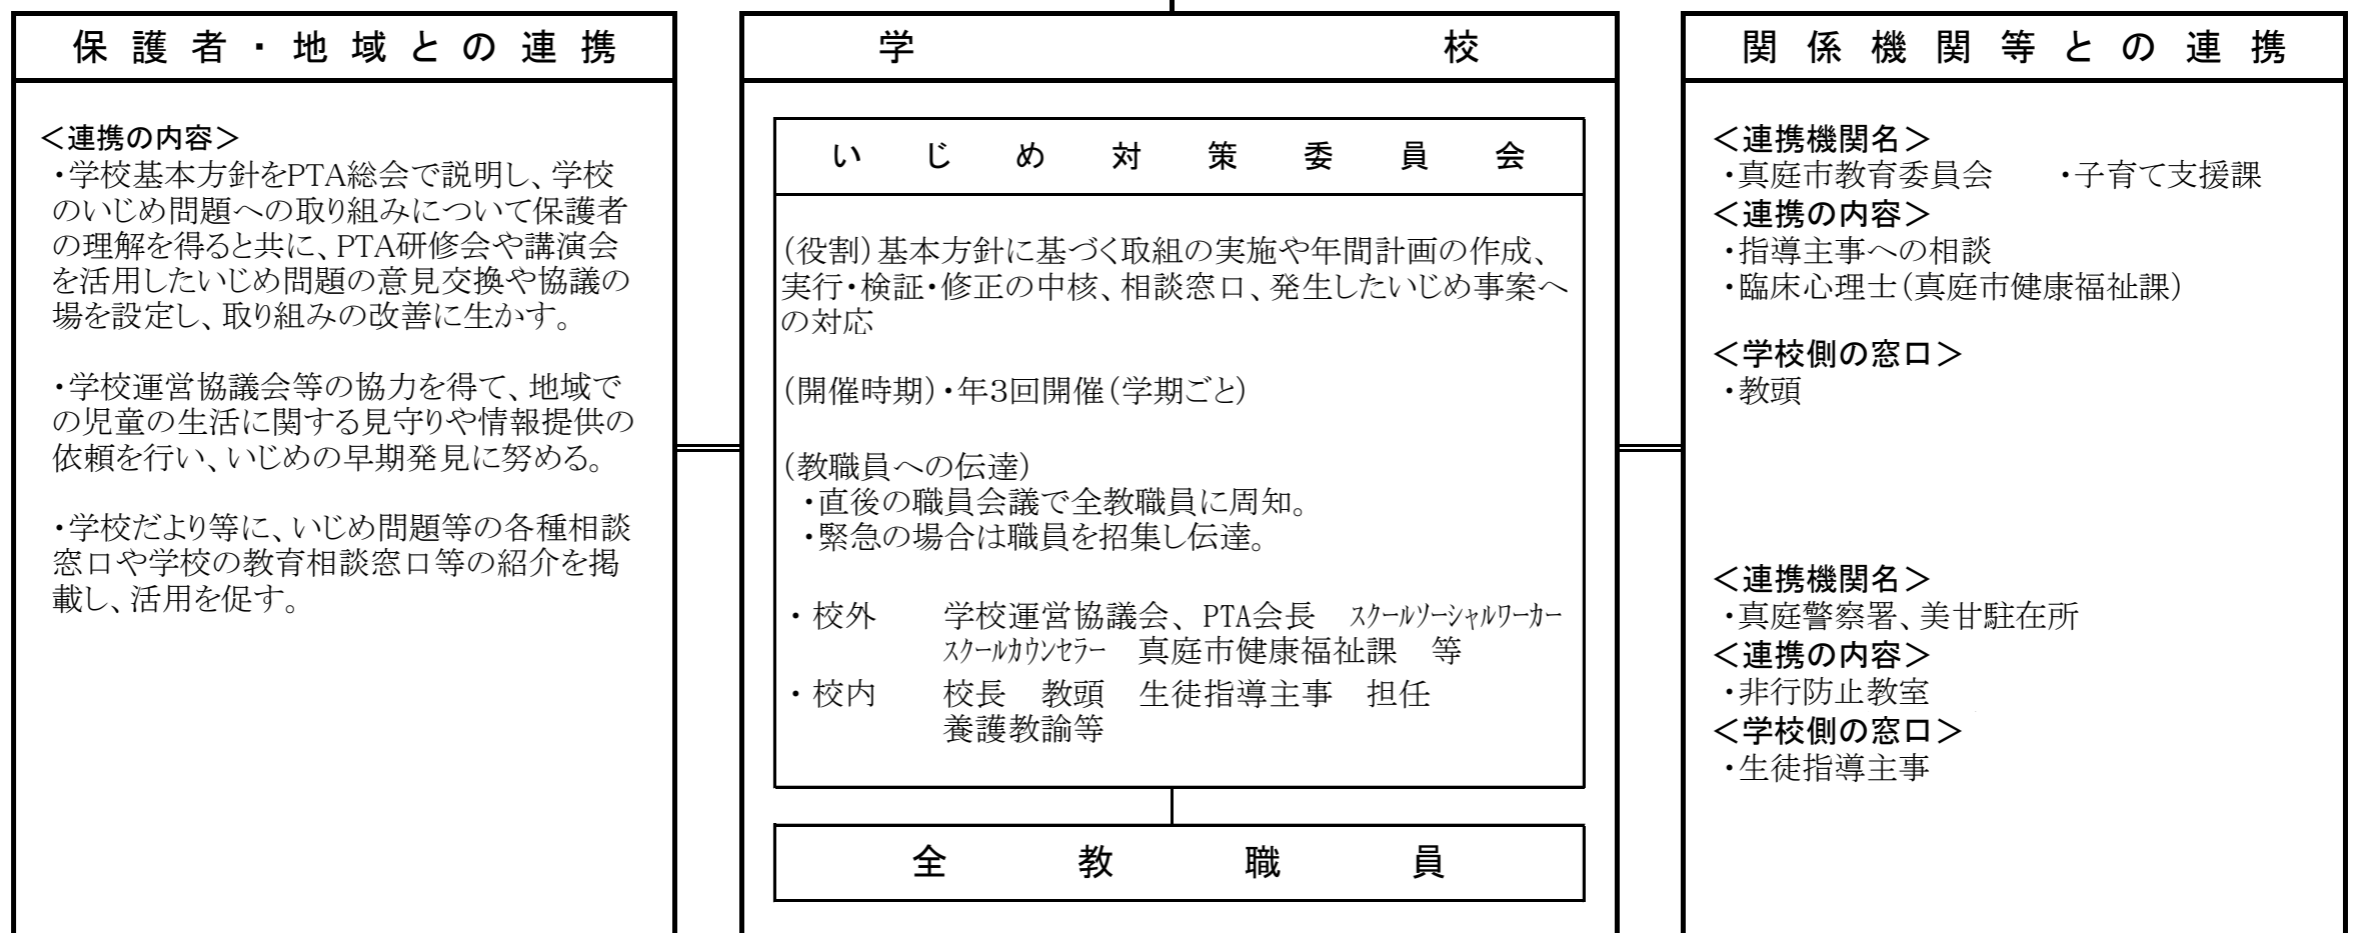 保護者・地域との連携
＜連携の内容＞
・学校基本方針をPTA総会で説明し、学校
のいじめ問題への取り組みについて保護者
の理解を得ると共に、PTA研修会や講演会
を活用したいじめ問題の意見交換や協議の
場を設定し、取り組みの改善に生かす。
・学校運営協議会等の協力を得て、地域で
の児童の生活に関する見守りや情報提供の
依頼を行い、いじめの早期発見に努める。
・学校だより等に、いじめ問題等の各種相談
窓口や学校の教育相談窓口等の紹介を掲
載し、活用を促す。
学校
いじめ対策委員会
（役割）基本方針に基づく取組の実施や年間計画の作成、
実行・検証・修正の中核、相談窓口、発生したいじめ事案へ
の対応
（開催時期）・年3回開催（学期ごと）
（教職員への伝達）
・直後の職員会議で全教職員に周知。
・緊急の場合は職員を招集し伝達。
・校外　　学校運営協議会、PTA会長　ｽｸｰﾙｿｰｼｬﾙﾜｰｶｰ
ｽｸｰﾙｶｳﾝｾﾗｰ　真庭市健康福祉課　等
・校内　　校長　教頭　生徒指導主事　担任
養護教諭等
全教職員
関係機関等との連携
＜連携機関名＞
・真庭市教育委員会　　・子育て支援課
＜連携の内容＞
・指導主事への相談
・臨床心理士（真庭市健康福祉課）
＜学校側の窓口＞
・教頭
＜連携機関名＞
・真庭警察署、美甘駐在所
＜連携の内容＞
・非行防止教室
＜学校側の窓口＞
・生徒指導主事